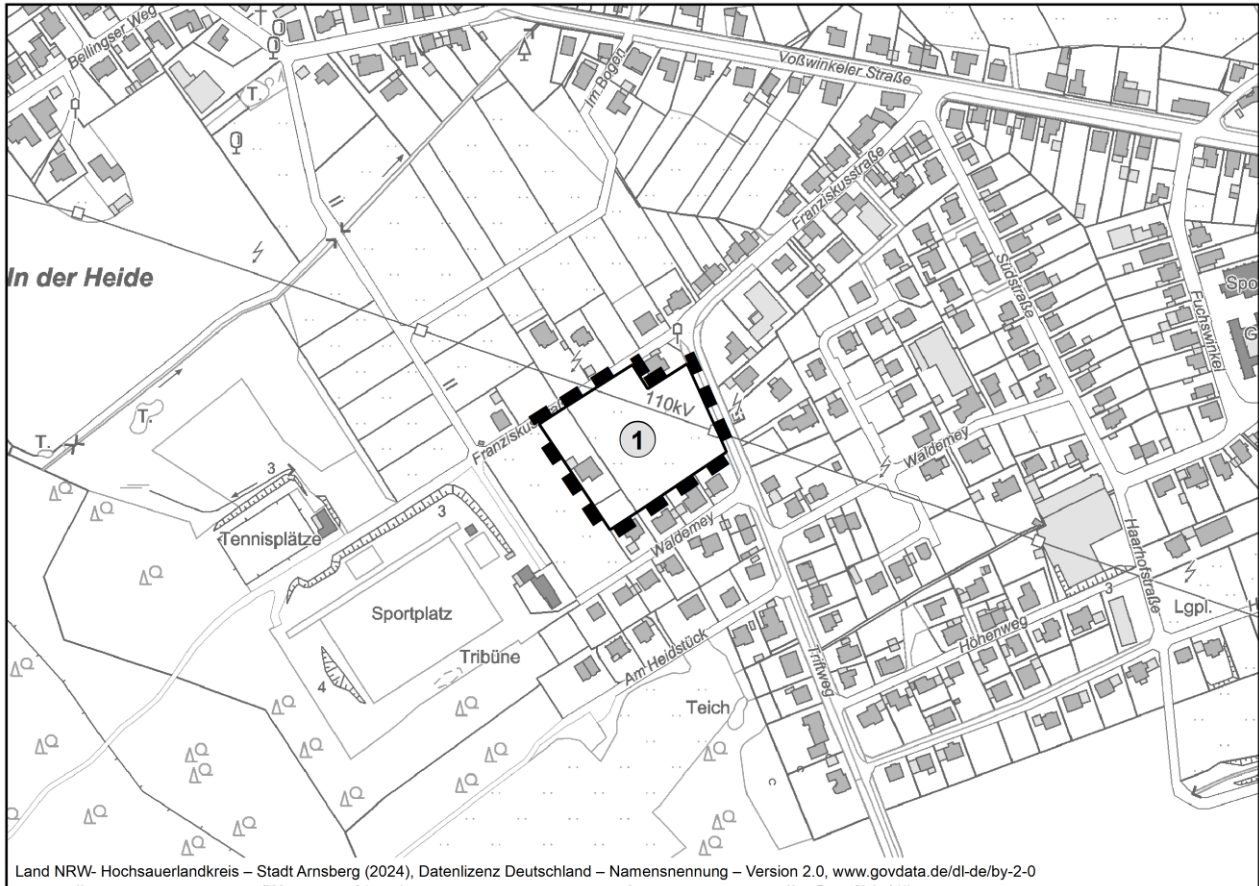 Bellingser Weg
T.
Im Bogen
Voßwinkeler Straße
Franziskusstraße
In der Heide
Südstraße
Spo
G
Fuchswinkel
T.
T.
110kV
1
Waldemey
3
3
Tennisplätze
Waldemey
Haarhofstraße
Sportplatz
3
Lgpl.
H
Tribüne
Höhenweg
Am Heidstück
Triftweg
4
Teich
c
c
Land NRW- Hochsauerlandkreis – Stadt Arnsberg (2024), Datenlizenz Deutschland – Namensnennung – Version 2.0, www.govdata.de/dl-de/by-2-0